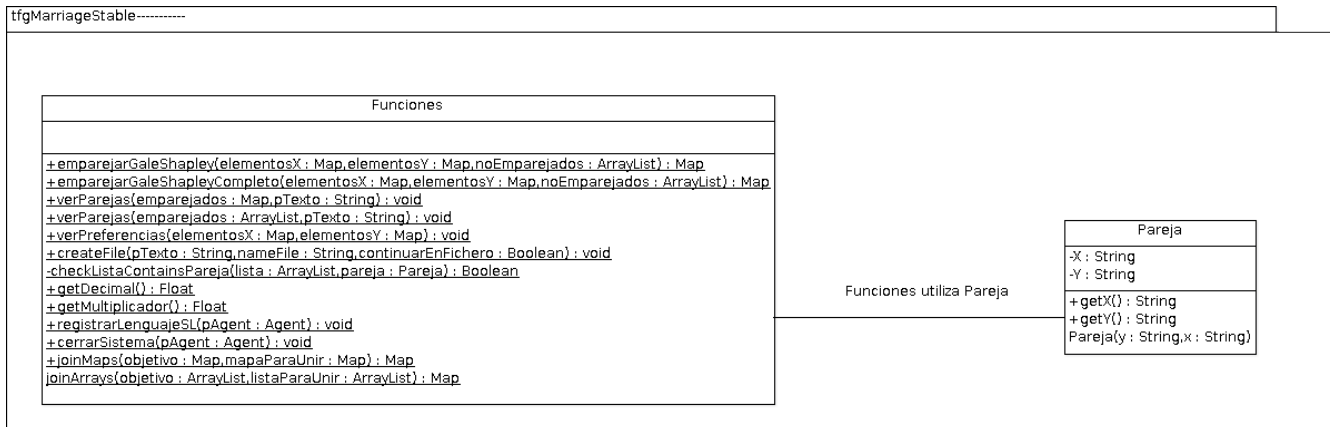 tfgMarriageStable-----------
Funciones
+emparejarGaleShapley(elementosX : Map,elementosY : Map,noEmparejados : ArrayList) : Map
+emparejarGaleShapleyCompleto(elementosX : Map,elementosY : Map,noEmparejados : ArrayList) : Map
+verParejas(emparejados : Map,pTexto : String) : void
+verParejas(emparejados : ArrayList,pTexto : String) : void
+verPreferencias(elementosX : Map,elementosY : Map) : void
+createFile(pTexto : String,nameFile : String,continuarEnFichero : Boolean) : void
-checkListaContainsPareja(lista : ArrayList,pareja : Pareja) : Boolean
+getDecimal() : Float
+getMultiplicador() : Float
+registrarLenguajeSL(pAgent : Agent) : void
+cerrarSistema(pAgent : Agent) : void
+joinMaps(objetivo : Map,mapaParaUnir : Map) : Map
joinArrays(objetivo : ArrayList,listaParaUnir : ArrayList) : Map
Funciones utiliza Pareja
Pareja
-X : String
-Y : String
+getX() : String
+getY() : String
Pareja(y : String,x : String)